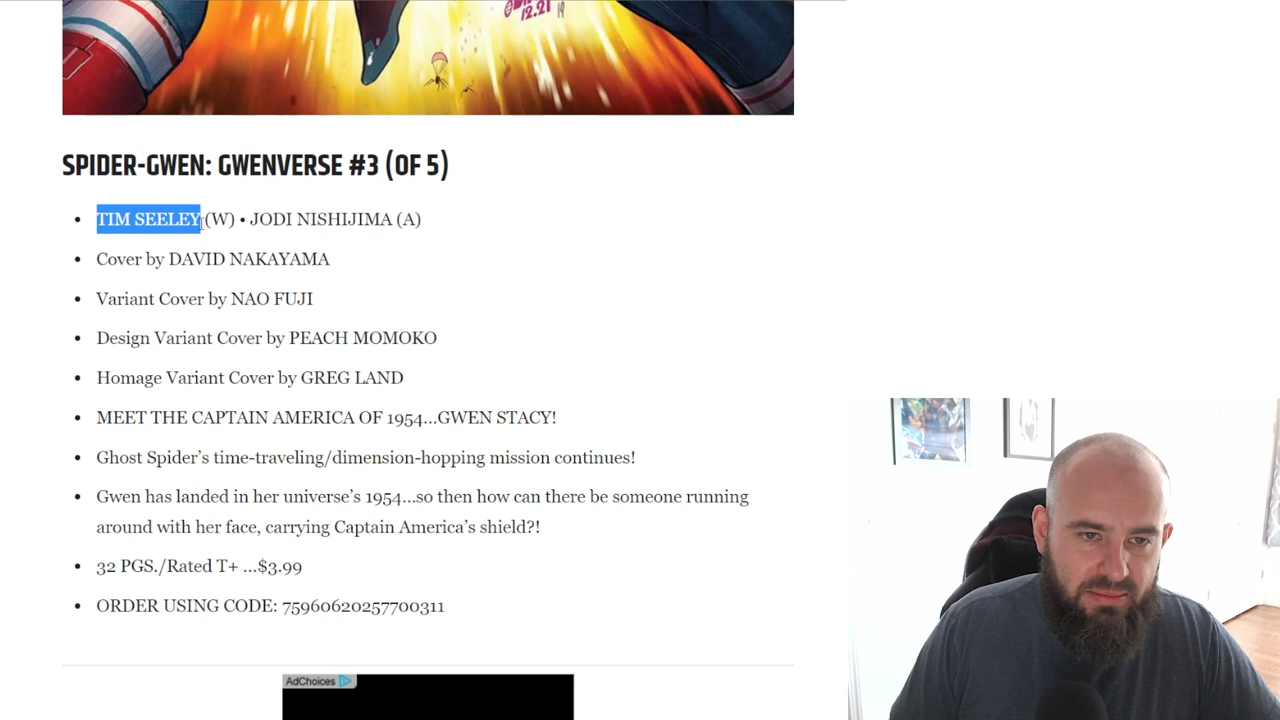 12.21 19
SPIDER-GWEN: GWENVERSE #3 (OF 5)
• TIM SEELEY (W) • JODI NISHIJIMA (A)
• Cover by DAVID NAKAYAMA
• Variant Cover by NAO FUJI
• Design Variant Cover by PEACH MOMOKO
• Homage Variant Cover by GREG LAND
• MEET THE CAPTAIN AMERICA OF 1954…GWEN STACY!
• Ghost Spider’s time-traveling/dimension-hopping mission continues!
• Gwen has landed in her universe’s 1954…so then how can there be someone running
around with her face, carrying Captain America’s shield?!
• 32 PGS./Rated T+ …$3.99
• ORDER USING CODE: 75960620257700311
AdChoices